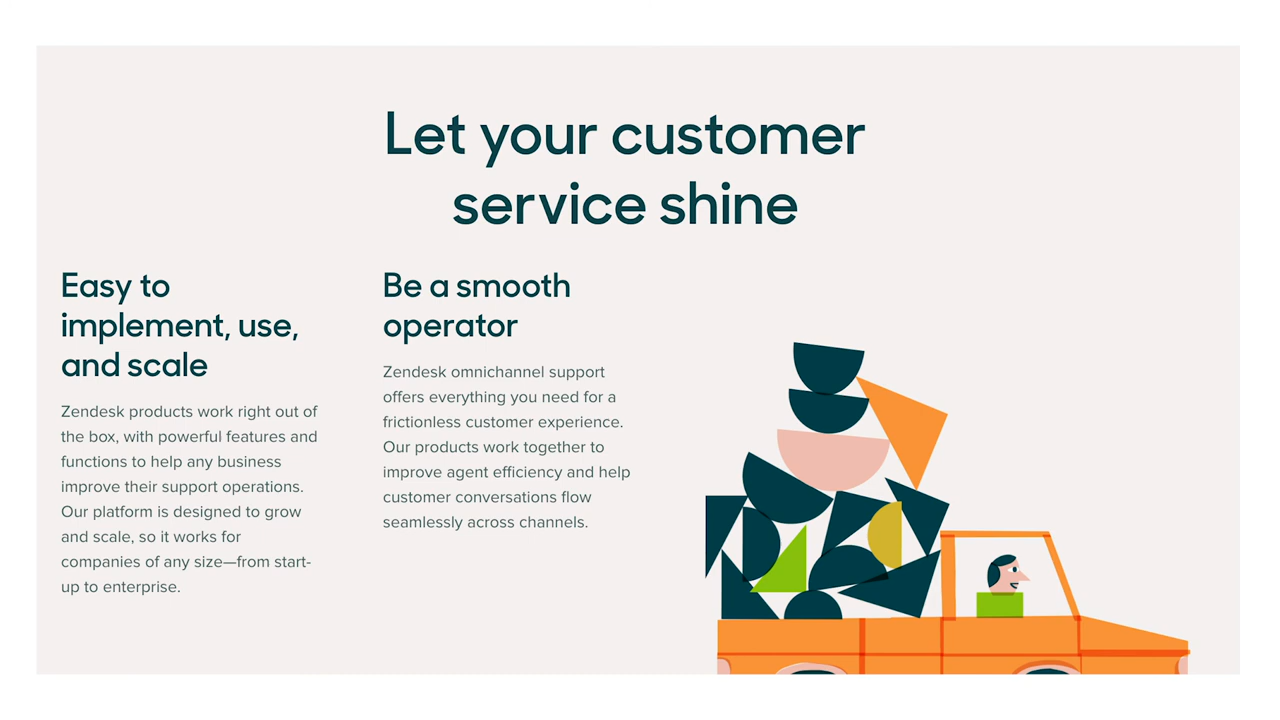 Let your customer
service shine
Easy to
implement, use,
and scale
Zendesk products work right out of
the box, with powerful features and
functions to help any business
improve their support operations.
Our platform is designed to grow
and scale, so it works for
companies of any size—from start-
up to enterprise.
Be a smooth
operator
Zendesk omnichannel support
offers everything you need for a
frictionless customer experience.
Our products work together to
improve agent efficiency and help
customer conversations flow
seamlessly across channels.